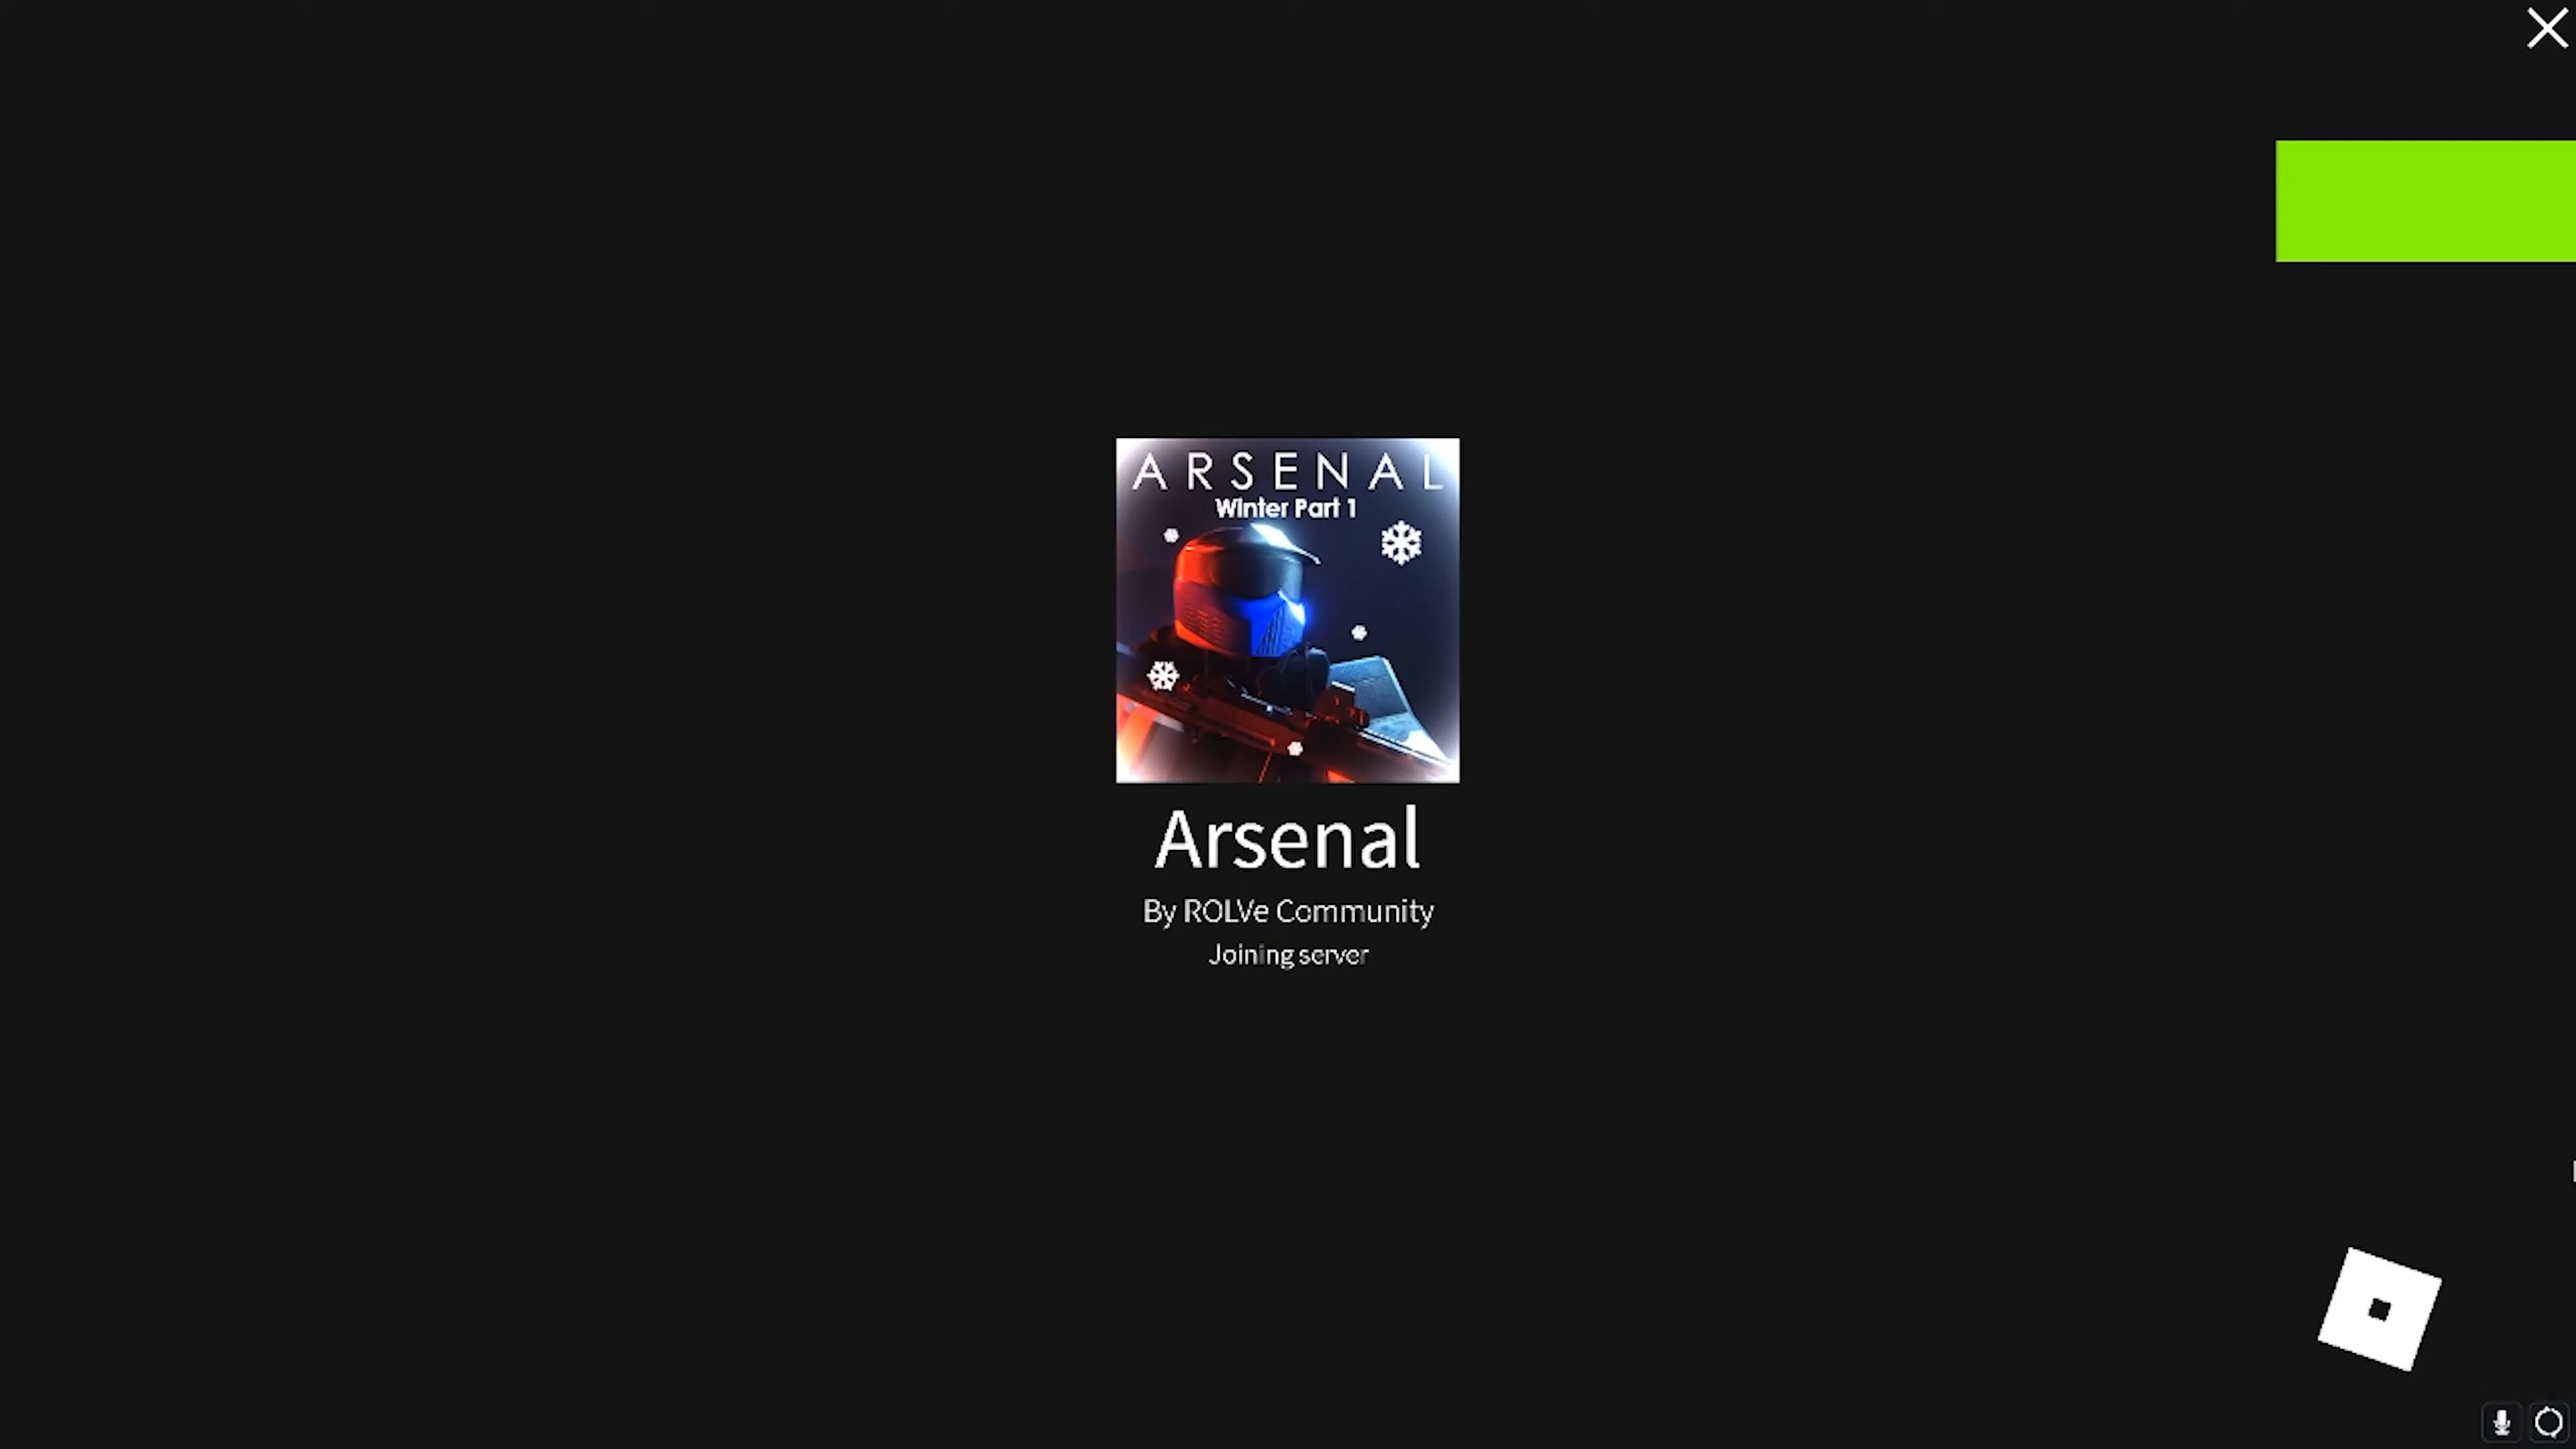 ARSENAL
Winter Part 1
Arsenal
By ROLVe Community
Joining server